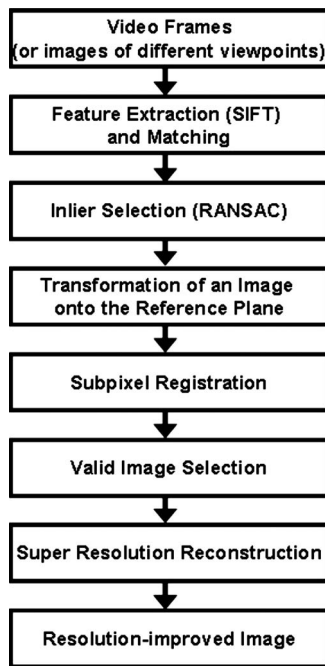 Video Frames
(or images of different viewpoints)
Feature Extraction (SIFT)
and Matching
Inlier Selection (RANSAC)
Transformation of an Image
onto the Reference Plane
Subpixel Registration
Valid Image Selection
Super Resolution Reconstruction
Resolution-improved Image